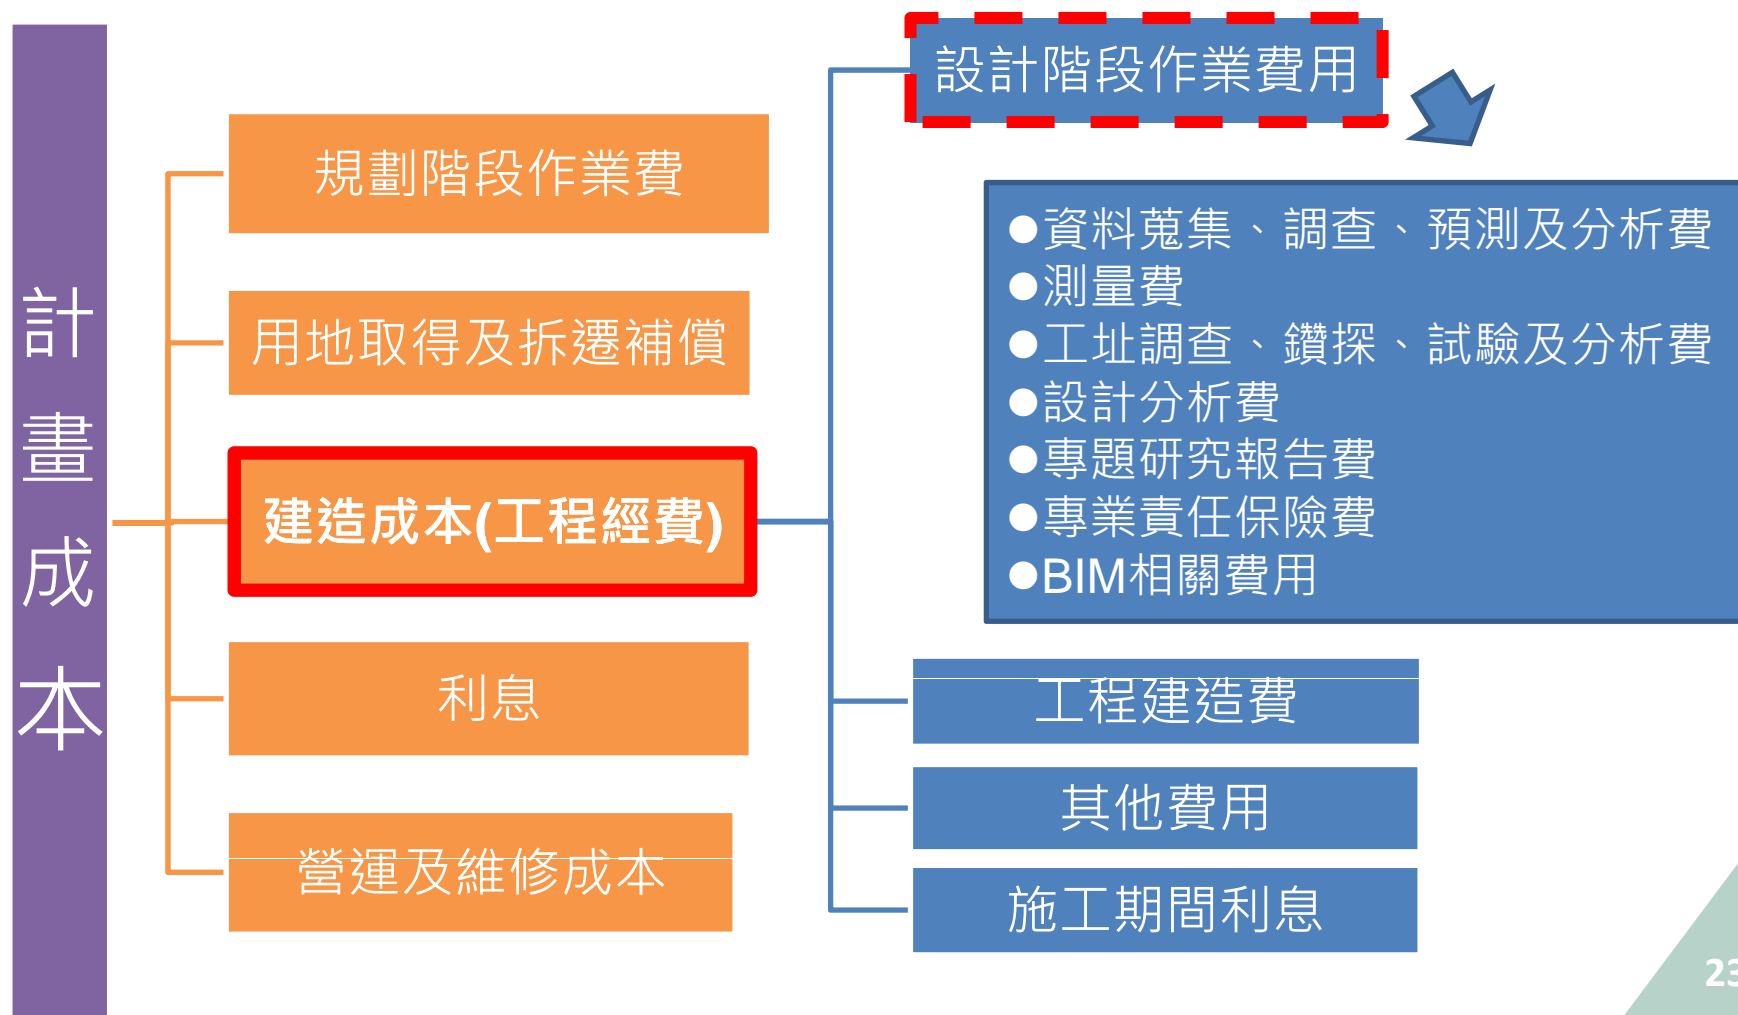 計
畫
成
本
規劃階段作業費
用地取得及拆遷補償
建造成本(工程經費)
利息
營運及維修成本
設計階段作業費用
●資料蒐集、調查、預測及分析費
●測量費
●工址調查、鑽探、試驗及分析費
●設計分析費
●專題研究報告費
●專業責任保險費
●BIM相關費用
工程建造費
其他費用
施工期間利息
23